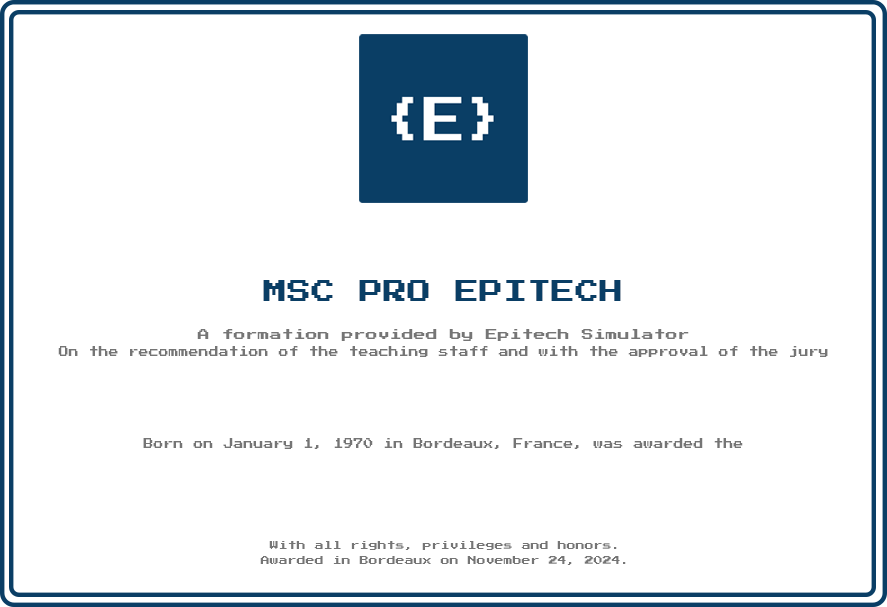 {E}
MSC PRO EPITECH
A formation provided by Epitech Simulator
On the recommendation of the teaching staff and with the approval of the jury
Born on January 1, 1970 in Bordeaux, France, was awarded the
With all rights, privileges and honors.
Awarded in Bordeaux on November 24, 2024.